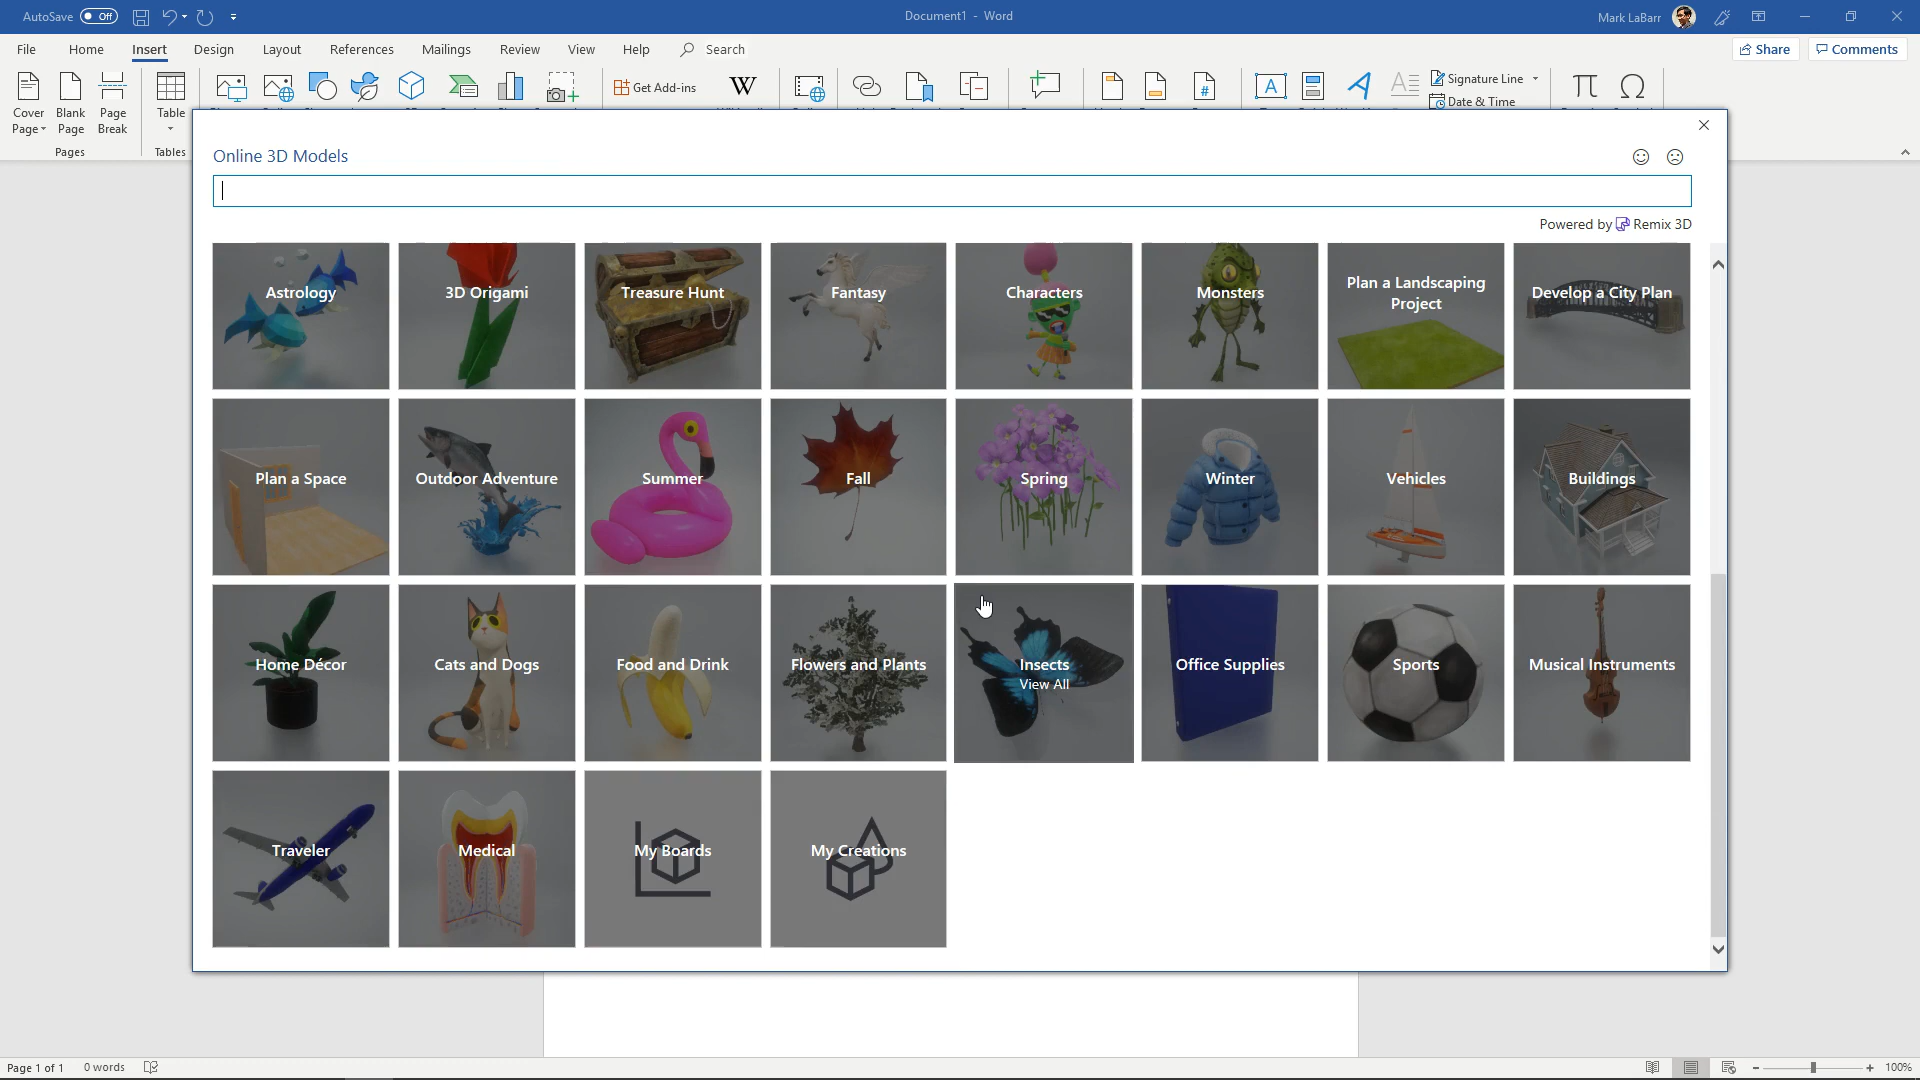 AutoSave Off
Document1 - Word
Mark LaBarr
File Home Insert Design Layout References Mailings Review View Help Search
Share Comments
Cover Page
Blank Page
Page Break
Table
Get Add-ins
W
A
#
Signature Line
Date & Time
Pages
Tables
Online 3D Models
Powered by Remix 3D
Astrology
3D Origami
Treasure Hunt
Fantasy
Characters
Monsters
Plan a Landscaping
Project
Develop a City Plan
Plan a Space
Outdoor Adventure
Summer
Fall
Spring
Winter
Vehicles
Buildings
Home Décor
Cats and Dogs
Food and Drink
Flowers and Plants
Insects
View All
Office Supplies
Sports
Musical Instruments
Traveler
Medical
My Boards
My Creations
Page 1 of 1 0 words
100%